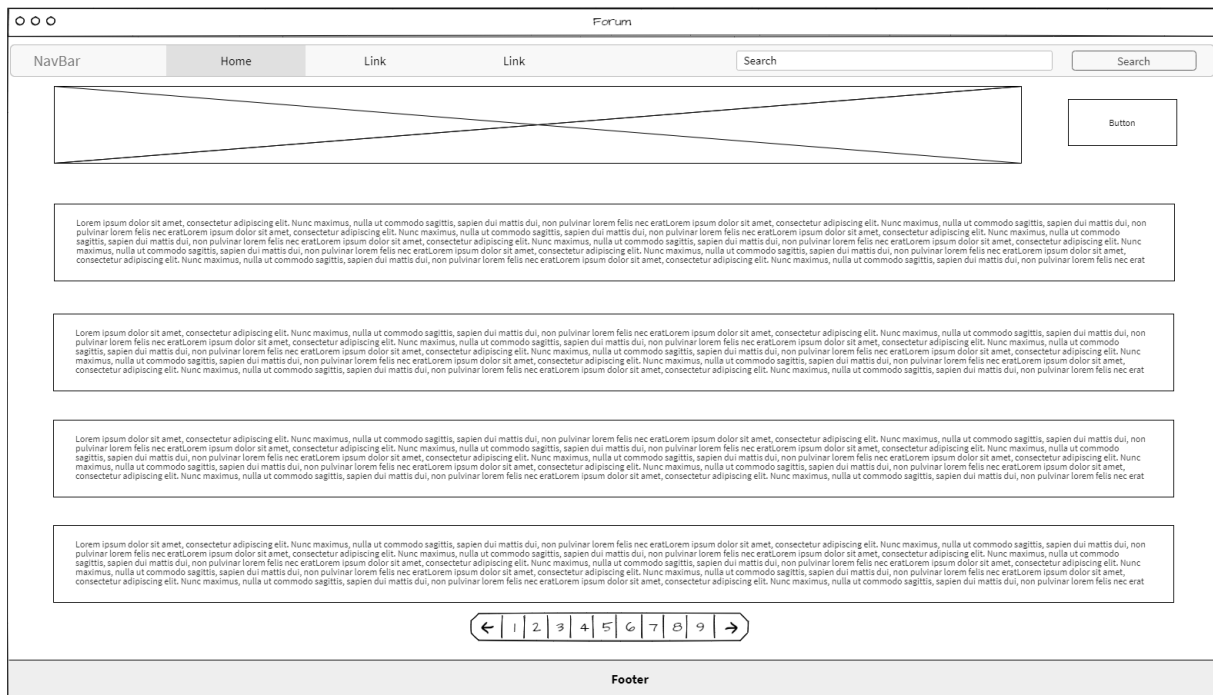 Forum
NavBar Home Link Link Search Search
Button
Lorem ipsum dolor sit amet, consectetur adipiscing elit. Nunc maximus, nulla ut commodo sagittis, sapien dui mattis dui, non pulvinar lorem felis nec eratLorem ipsum dolor sit amet, consectetur adipiscing elit. Nunc maximus, nulla ut commodo sagittis, sapien dui mattis dui, non
pulvinar lorem felis nec eratLorem ipsum dolor sit amet, consectetur adipiscing elit. Nunc maximus, nulla ut commodo sagittis, sapien dui mattis dui, non pulvinar lorem felis nec eratLorem ipsum dolor sit amet, consectetur adipiscing elit. Nunc maximus, nulla ut commodo
sagittis, sapien dui mattis dui, non pulvinar lorem felis nec eratLorem ipsum dolor sit amet, consectetur adipiscing elit. Nunc maximus, nulla ut commodo sagittis, sapien dui mattis dui, non pulvinar lorem felis nec eratLorem ipsum dolor sit amet, consectetur adipiscing elit. Nunc
maximus, nulla ut commodo sagittis, sapien dui mattis dui, non pulvinar lorem felis nec eratLorem ipsum dolor sit amet, consectetur adipiscing elit. Nunc maximus, nulla ut commodo sagittis, sapien dui mattis dui, non pulvinar lorem felis nec eratLorem ipsum dolor sit amet,
consectetur adipiscing elit. Nunc maximus, nulla ut commodo sagittis, sapien dui mattis dui, non pulvinar lorem felis nec eratLorem ipsum dolor sit amet, consectetur adipiscing elit. Nunc maximus, nulla ut commodo sagittis, sapien dui mattis dui, non pulvinar lorem felis nec erat
Lorem ipsum dolor sit amet, consectetur adipiscing elit. Nunc maximus, nulla ut commodo sagittis, sapien dui mattis dui, non pulvinar lorem felis nec eratLorem ipsum dolor sit amet, consectetur adipiscing elit. Nunc maximus, nulla ut commodo sagittis, sapien dui mattis dui, non
pulvinar lorem felis nec eratLorem ipsum dolor sit amet, consectetur adipiscing elit. Nunc maximus, nulla ut commodo sagittis, sapien dui mattis dui, non pulvinar lorem felis nec eratLorem ipsum dolor sit amet, consectetur adipiscing elit. Nunc maximus, nulla ut commodo
sagittis, sapien dui mattis dui, non pulvinar lorem felis nec eratLorem ipsum dolor sit amet, consectetur adipiscing elit. Nunc maximus, nulla ut commodo sagittis, sapien dui mattis dui, non pulvinar lorem felis nec eratLorem ipsum dolor sit amet, consectetur adipiscing elit. Nunc
maximus, nulla ut commodo sagittis, sapien dui mattis dui, non pulvinar lorem felis nec eratLorem ipsum dolor sit amet, consectetur adipiscing elit. Nunc maximus, nulla ut commodo sagittis, sapien dui mattis dui, non pulvinar lorem felis nec eratLorem ipsum dolor sit amet,
consectetur adipiscing elit. Nunc maximus, nulla ut commodo sagittis, sapien dui mattis dui, non pulvinar lorem felis nec eratLorem ipsum dolor sit amet, consectetur adipiscing elit. Nunc maximus, nulla ut commodo sagittis, sapien dui mattis dui, non pulvinar lorem felis nec erat
Lorem ipsum dolor sit amet, consectetur adipiscing elit. Nunc maximus, nulla ut commodo sagittis, sapien dui mattis dui, non pulvinar lorem felis nec eratLorem ipsum dolor sit amet, consectetur adipiscing elit. Nunc maximus, nulla ut commodo sagittis, sapien dui mattis dui, non
pulvinar lorem felis nec eratLorem ipsum dolor sit amet, consectetur adipiscing elit. Nunc maximus, nulla ut commodo sagittis, sapien dui mattis dui, non pulvinar lorem felis nec eratLorem ipsum dolor sit amet, consectetur adipiscing elit. Nunc maximus, nulla ut commodo
sagittis, sapien dui mattis dui, non pulvinar lorem felis nec eratLorem ipsum dolor sit amet, consectetur adipiscing elit. Nunc maximus, nulla ut commodo sagittis, sapien dui mattis dui, non pulvinar lorem felis nec eratLorem ipsum dolor sit amet, consectetur adipiscing elit. Nunc
maximus, nulla ut commodo sagittis, sapien dui mattis dui, non pulvinar lorem felis nec eratLorem ipsum dolor sit amet, consectetur adipiscing elit. Nunc maximus, nulla ut commodo sagittis, sapien dui mattis dui, non pulvinar lorem felis nec eratLorem ipsum dolor sit amet,
consectetur adipiscing elit. Nunc maximus, nulla ut commodo sagittis, sapien dui mattis dui, non pulvinar lorem felis nec eratLorem ipsum dolor sit amet, consectetur adipiscing elit. Nunc maximus, nulla ut commodo sagittis, sapien dui mattis dui, non pulvinar lorem felis nec erat
Lorem ipsum dolor sit amet, consectetur adipiscing elit. Nunc maximus, nulla ut commodo sagittis, sapien dui mattis dui, non pulvinar lorem felis nec eratLorem ipsum dolor sit amet, consectetur adipiscing elit. Nunc maximus, nulla ut commodo sagittis, sapien dui mattis dui, non
pulvinar lorem felis nec eratLorem ipsum dolor sit amet, consectetur adipiscing elit. Nunc maximus, nulla ut commodo sagittis, sapien dui mattis dui, non pulvinar lorem felis nec eratLorem ipsum dolor sit amet, consectetur adipiscing elit. Nunc maximus, nulla ut commodo
sagittis, sapien dui mattis dui, non pulvinar lorem felis nec eratLorem ipsum dolor sit amet, consectetur adipiscing elit. Nunc maximus, nulla ut commodo sagittis, sapien dui mattis dui, non pulvinar lorem felis nec eratLorem ipsum dolor sit amet, consectetur adipiscing elit. Nunc
maximus, nulla ut commodo sagittis, sapien dui mattis dui, non pulvinar lorem felis nec eratLorem ipsum dolor sit amet, consectetur adipiscing elit. Nunc maximus, nulla ut commodo sagittis, sapien dui mattis dui, non pulvinar lorem felis nec eratLorem ipsum dolor sit amet,
consectetur adipiscing elit. Nunc maximus, nulla ut commodo sagittis, sapien dui mattis dui, non pulvinar lorem felis nec eratLorem ipsum dolor sit amet, consectetur adipiscing elit. Nunc maximus, nulla ut commodo sagittis, sapien dui mattis dui, non pulvinar lorem felis nec erat
← 1 2 3 4 5 6 7 8 9 →
Footer